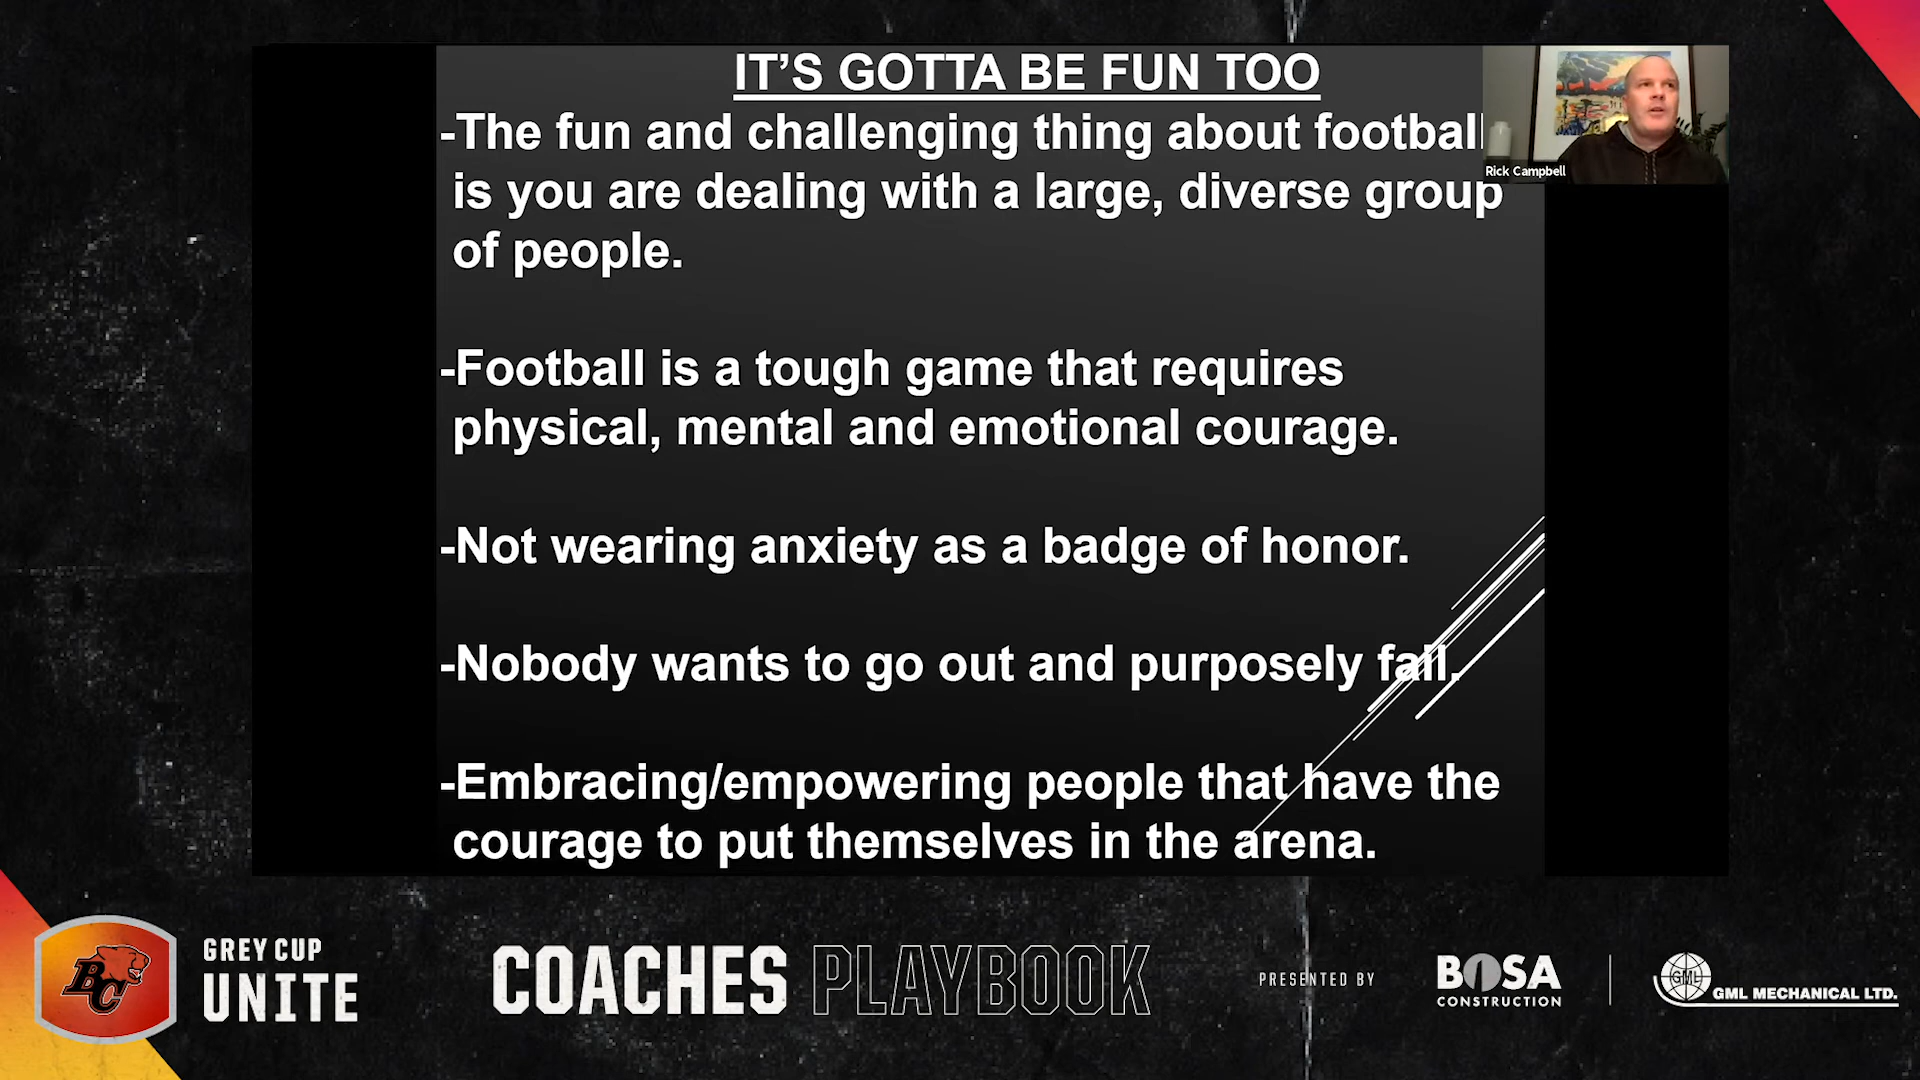 IT'S GOTTA BE FUN TOO
-The fun and challenging thing about football
is you are dealing with a large, diverse group
of people.
-Football is a tough game that requires
physical, mental and emotional courage.
-Not wearing anxiety as a badge of honor.
-Nobody wants to go out and purposely fail.
-Embracing/empowering people that have the
courage to put themselves in the arena.
Rick Campbell
BC
GREY CUP
UNITE
COACHES PLAYBOOK
PRESENTED BY
BOSA
CONSTRUCTION
GML
GML MECHANICAL LTD.